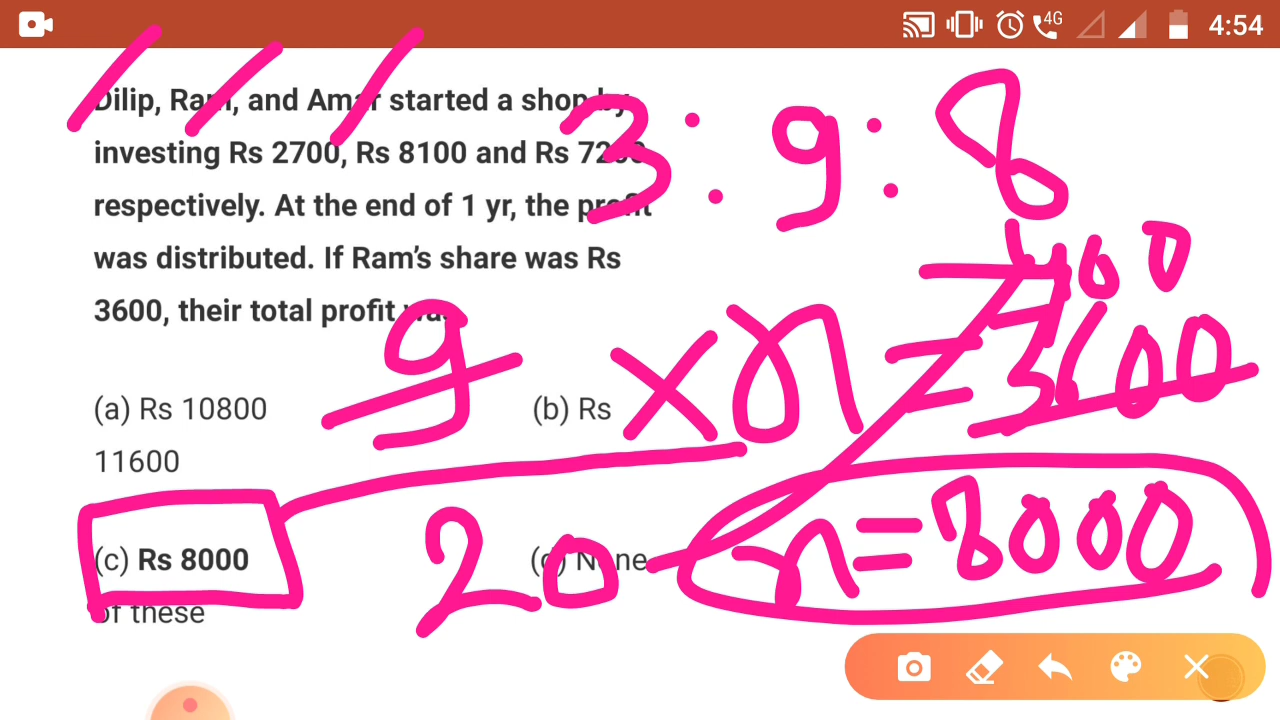 4G 4:54
Dilip, Ram, and Amar started a shop by
investing Rs 2700, Rs 8100 and Rs 7200
respectively. At the end of 1 yr, the profit
was distributed. If Ram's share was Rs
3600, their total profit was
(a) Rs 10800 (b) Rs
11600
(c) Rs 8000 (d) None
of these
3 : 9 : 8
400
9 × x = 3600
20
x = 8000